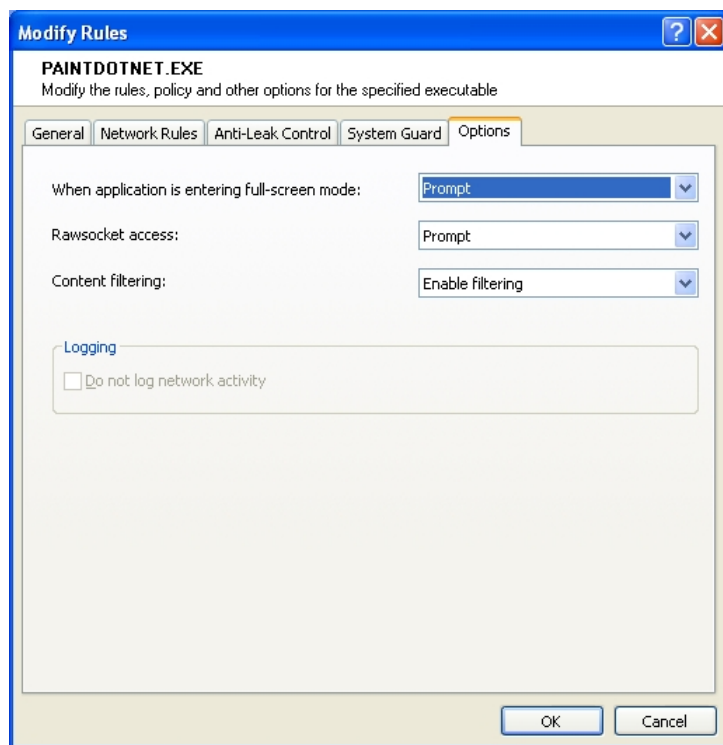 Modify Rules
PAINTDOTNET.EXE
Modify the rules, policy and other options for the specified executable
General Network Rules Anti-Leak Control System Guard Options
When application is entering full-screen mode: Prompt
Rawsocket access: Prompt
Content filtering: Enable filtering
Logging
Do not log network activity
OK Cancel